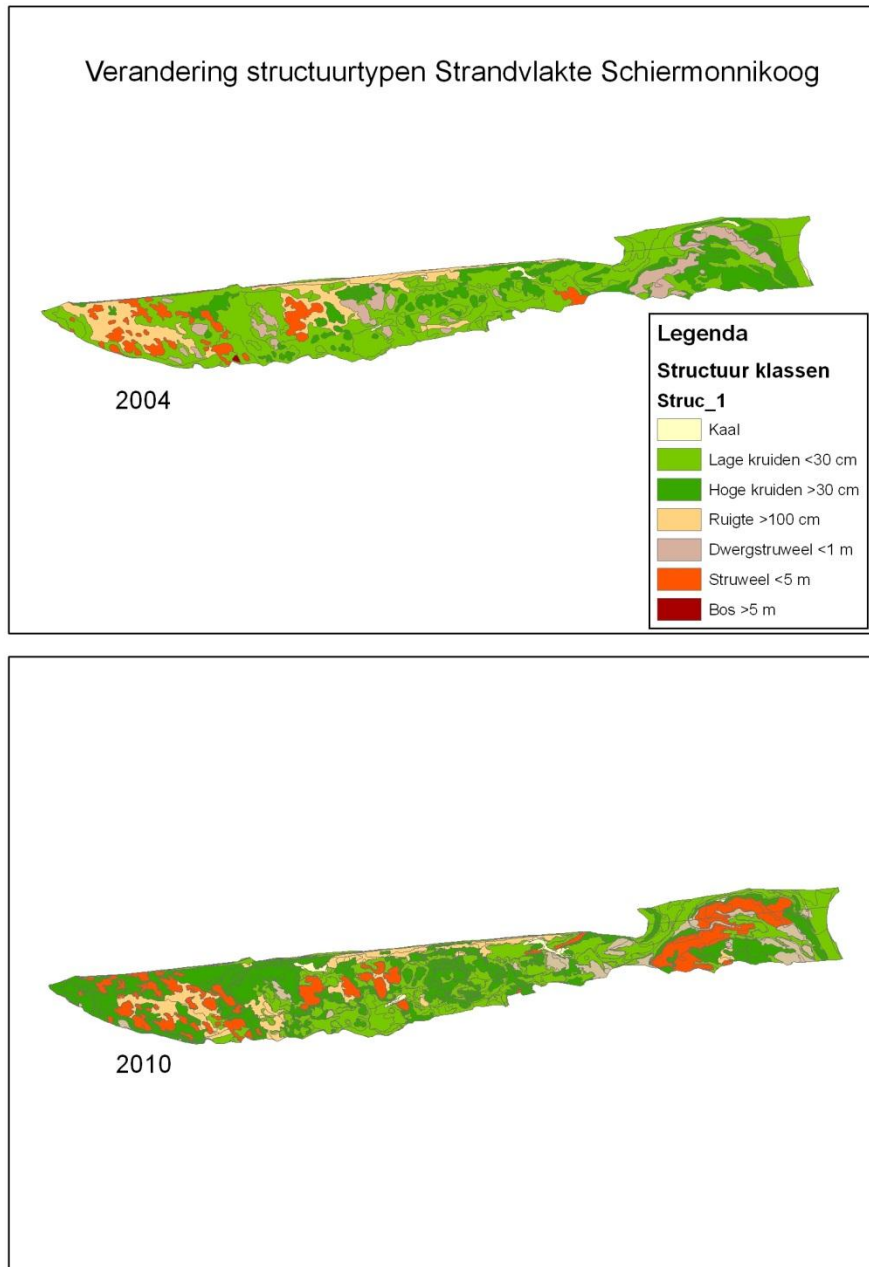 Verandering structuurtypen Strandvlakte Schiermonnikoog
2004
Legenda
Structuur klassen
Struc_1
Kaal
Lage kruiden <30 cm
Hoge kruiden >30 cm
Ruigte >100 cm
Dwergstruweel <1 m
Struweel <5 m
Bos >5 m
2010